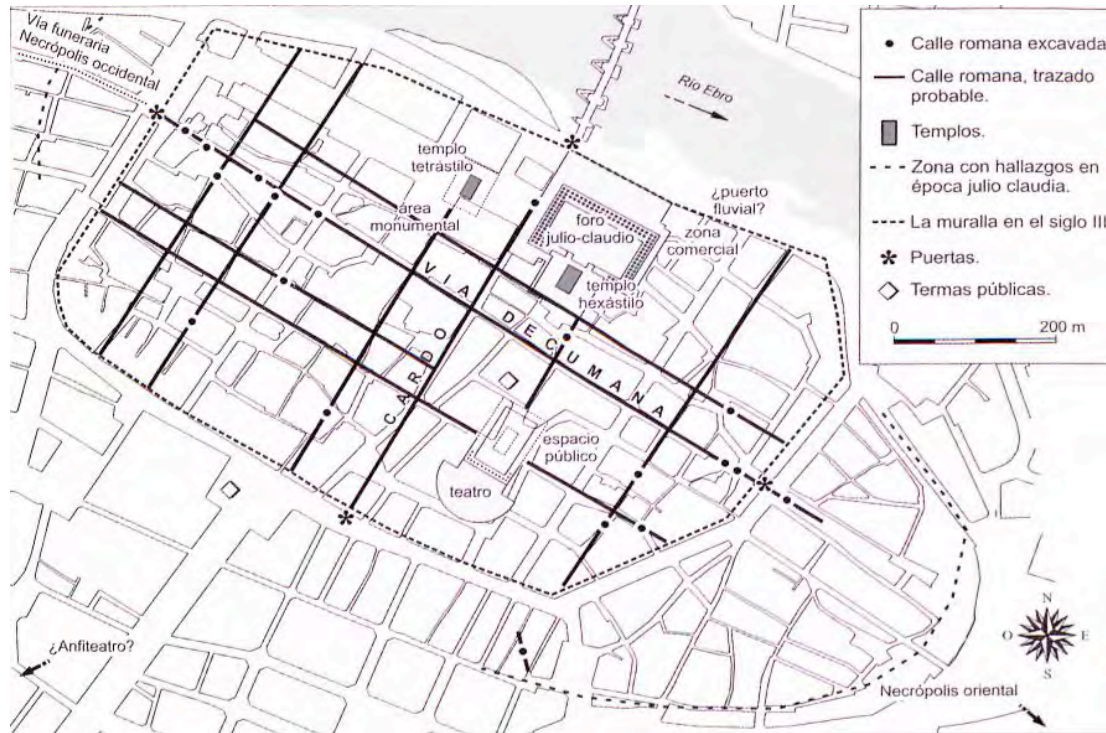 Vía funeraria
Necrópolis occidental
Río Ebro
templo
tetrástilo
área
monumental
¿puerto
fluvial?
foro
julio-claudio
zona
comercial
templo
hexástilo
VIA DECUMANA
CARDO
espacio
público
teatro
¿Anfiteatro?
Necrópolis oriental
Calle romana excavada
Calle romana, trazado
probable.
Templos.
Zona con hallazgos en
época julio claudia.
La muralla en el siglo III
Puertas.
Termas públicas.
0 200 m
N
O E
S